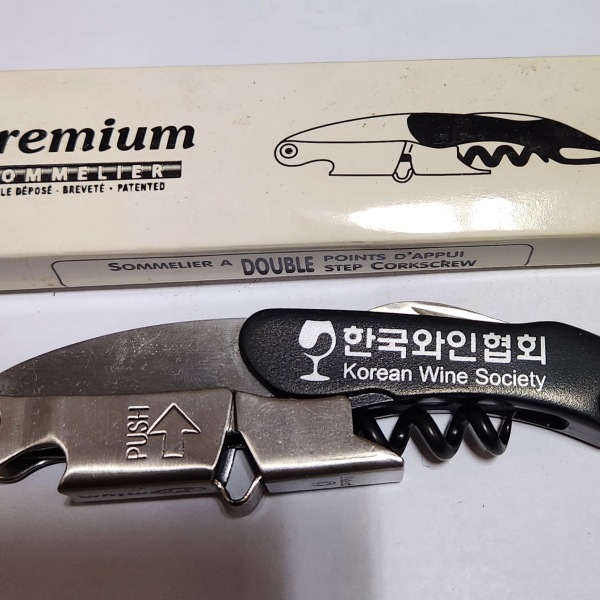 remium
OMMELIER
LE DÉPOSÉ · BREVETÉ · PATENTED
SOMMELIER A DOUBLE POINTS D'APPUI
STEP CORKSCREW
한국와인협회
Korean Wine Society
PUSH